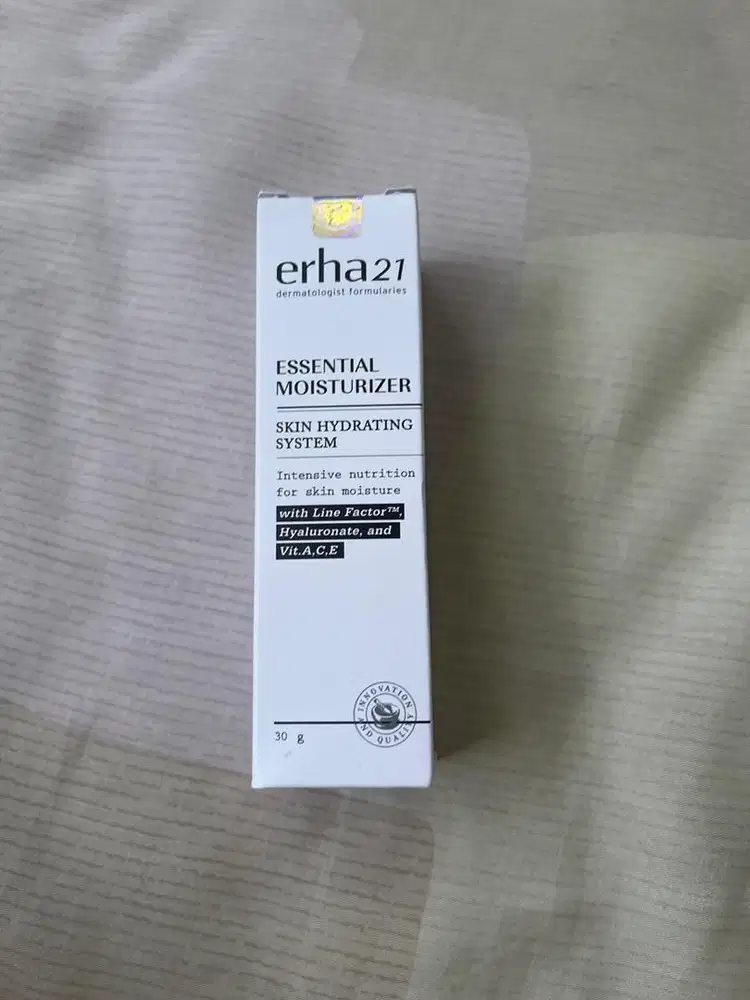 erha21
dermatologist formularies
ESSENTIAL
MOISTURIZER
SKIN HYDRATING
SYSTEM
Intensive nutrition
for skin moisture
with Line Factor™,
Hyaluronate, and
Vit.A,C,E
INNOVATION AND QUALITY
30 g